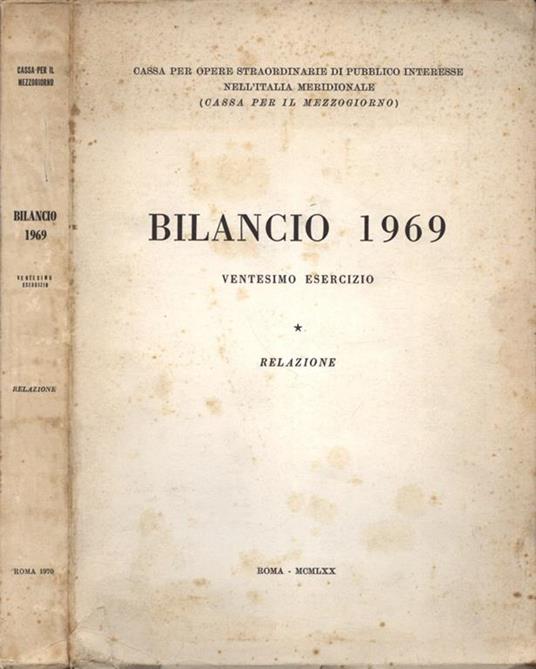 CASSA PER IL
MEZZOGIORNO
BILANCIO
1969
VENTESIMO
ESERCIZIO
RELAZIONE
ROMA 1970
CASSA PER OPERE STRAORDINARIE DI PUBBLICO INTERESSE
NELL'ITALIA MERIDIONALE
(CASSA PER IL MEZZOGIORNO)
BILANCIO 1969
VENTESIMO ESERCIZIO
★
RELAZIONE
ROMA - MCMLXX